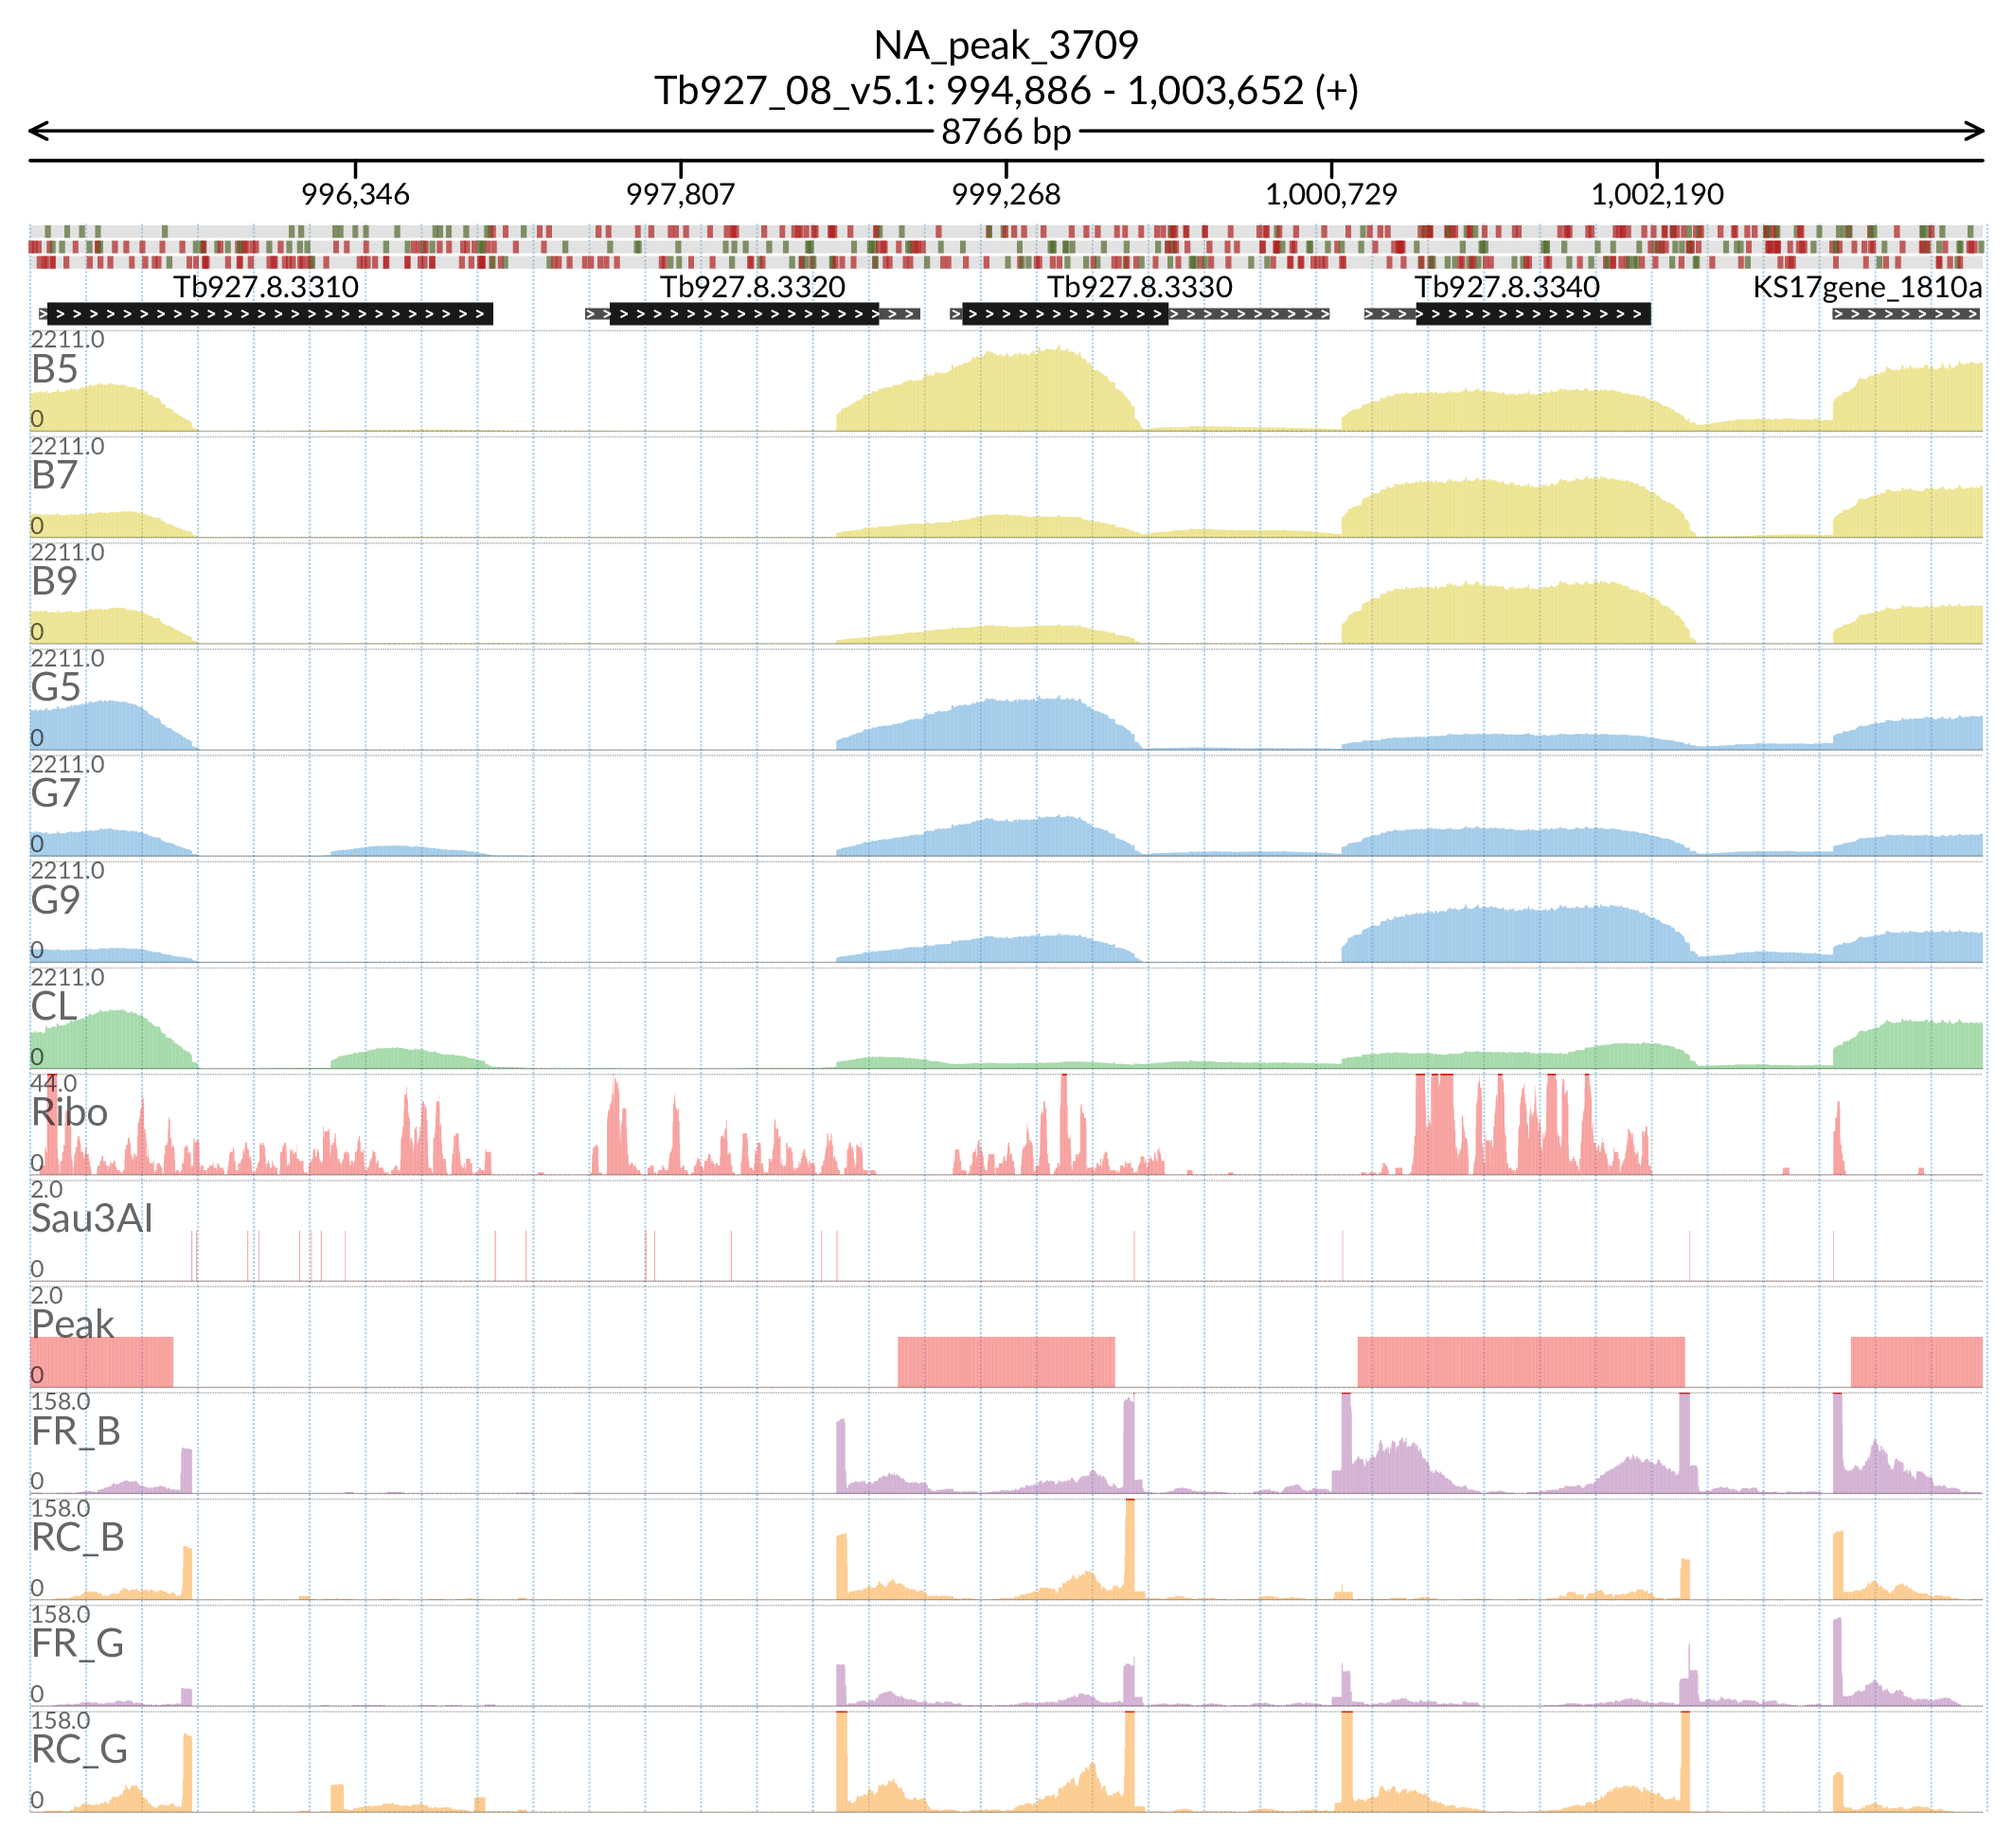 NA_peak_3709
Tb927_08_v5.1: 994,886 - 1,003,652 (+)
8766 bp
996,346 997,807 999,268 1,000,729 1,002,190
Tb927.8.3310 Tb927.8.3320 Tb927.8.3330 Tb927.8.3340 KS17gene_1810a
2211.0
B5
0
2211.0
B7
0
2211.0
B9
0
2211.0
G5
0
2211.0
G7
0
2211.0
G9
0
2211.0
CL
0
44.0
Ribo
0
2.0
Sau3AI
0
2.0
Peak
0
158.0
FR_B
0
158.0
RC_B
0
158.0
FR_G
0
158.0
RC_G
0